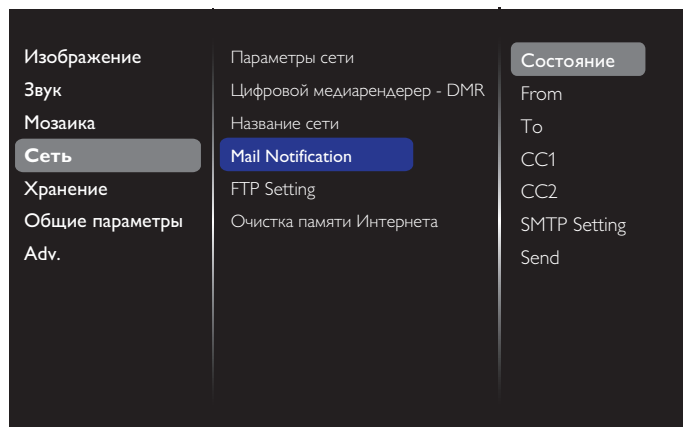 Изображение
Звук
Мозаика
Сеть
Хранение
Общие параметры
Adv.
Параметры сети
Цифровой медиарендерер - DMR
Название сети
Mail Notification
FTP Setting
Очистка памяти Интернета
Состояние
From
To
CC1
CC2
SMTP Setting
Send